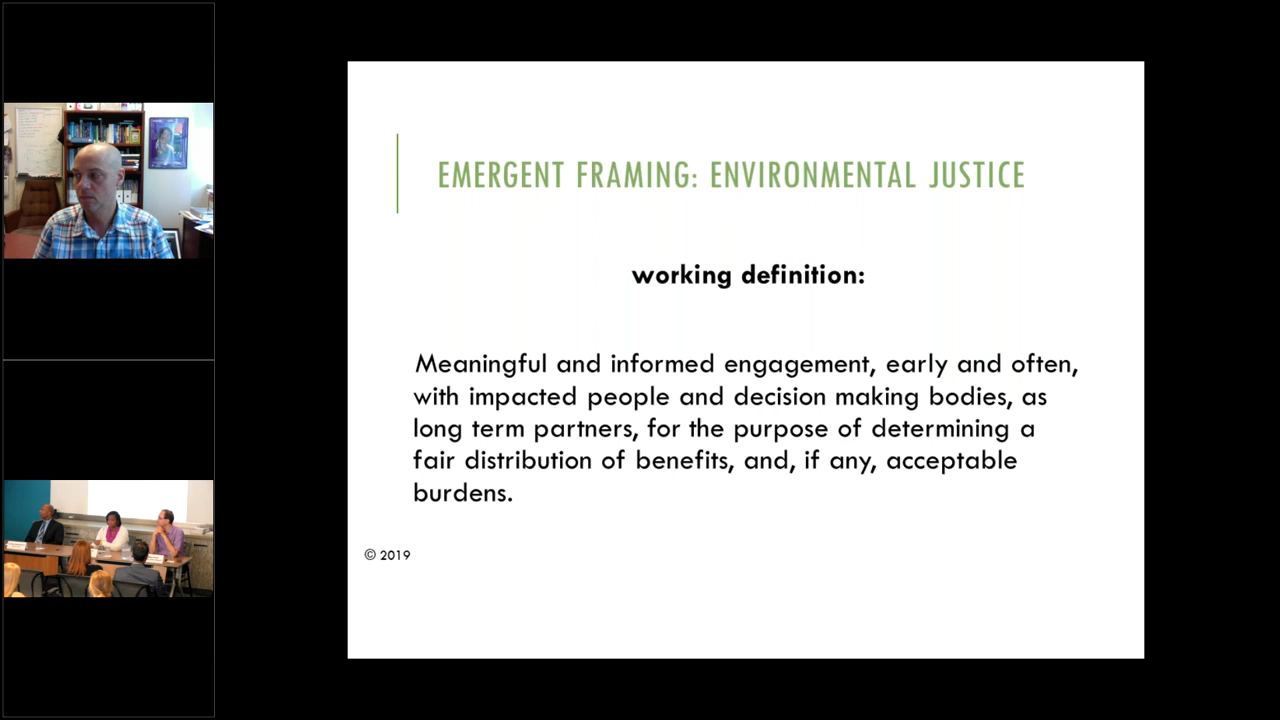 EMERGENT FRAMING: ENVIRONMENTAL JUSTICE
working definition:
Meaningful and informed engagement, early and often,
with impacted people and decision making bodies, as
long term partners, for the purpose of determining a
fair distribution of benefits, and, if any, acceptable
burdens.
© 2019